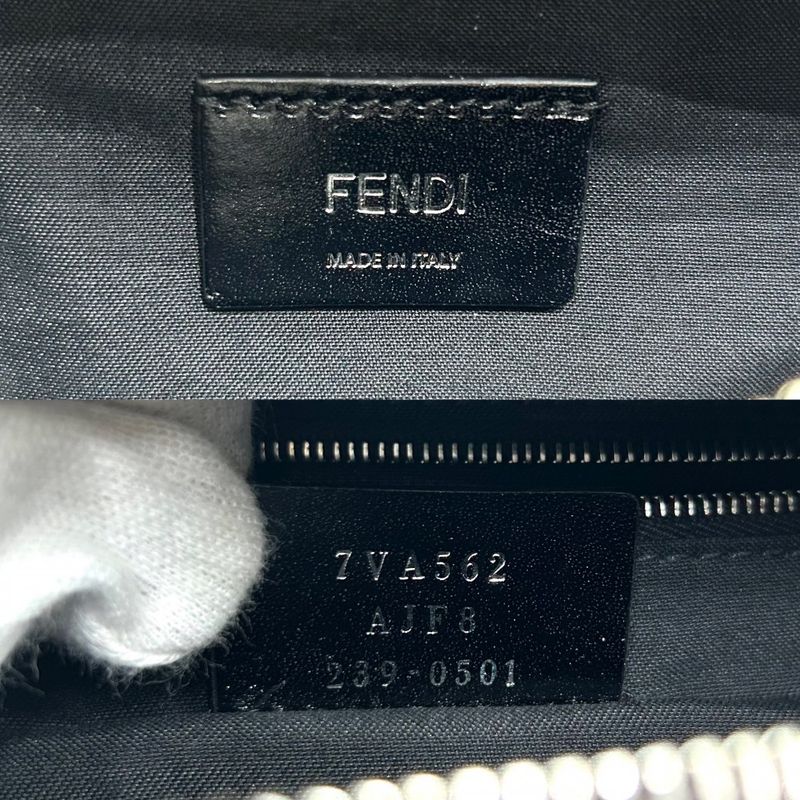 FENDI
MADE IN ITALY
7VA562
AJF8
239-0501